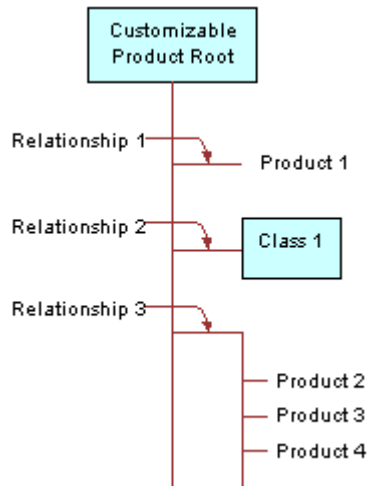 Customizable
Product Root
Relationship 1
Product 1
Relationship 2
Class 1
Relationship 3
Product 2
Product 3
Product 4